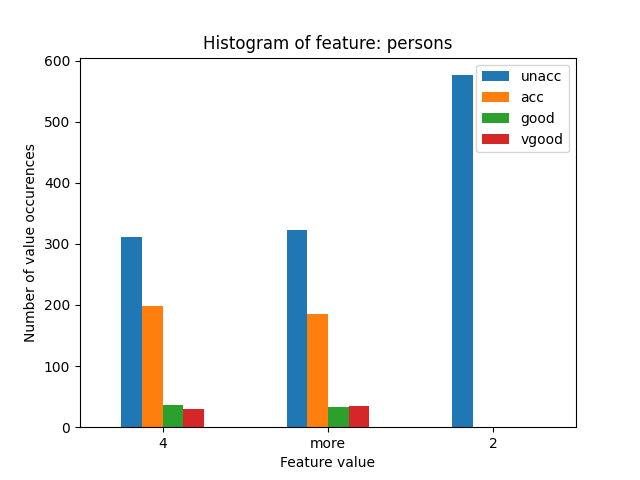 Histogram of feature: persons
unacc
acc
good
vgood
600
500
400
300
200
100
0
Number of value occurences
4
more
2
Feature value